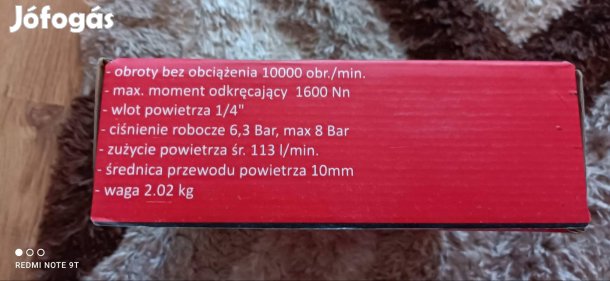 Jófogás
- obroty bez obciążenia 10000 obr./min.
- max. moment odkręcający 1600 Nn
- wlot powietrza 1/4"
- ciśnienie robocze 6,3 Bar, max 8 Bar
- zużycie powietrza śr. 113 l/min.
- średnica przewodu powietrza 10mm
- waga 2.02 kg
REDMI NOTE 9T